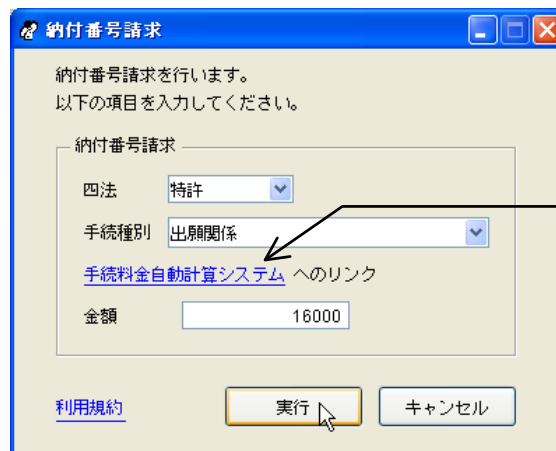 納付番号請求
納付番号請求を行います。
以下の項目を入力してください。
納付番号請求
四法 特許
手続種別 出願関係
手続料金自動計算システム へのリンク
金額 16000
利用規約 実行 キャンセル